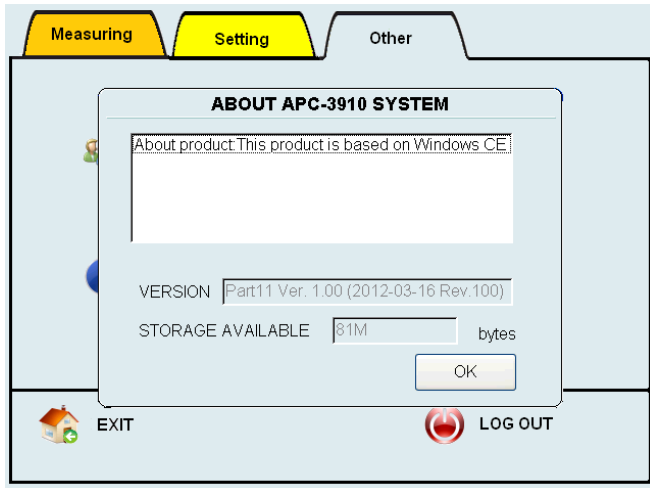 Measuring
Setting
Other
ABOUT APC-3910 SYSTEM
About product:This product is based on Windows CE
VERSION Part11 Ver. 1.00 (2012-03-16 Rev.100)
STORAGE AVAILABLE 81M bytes
OK
EXIT
LOG OUT